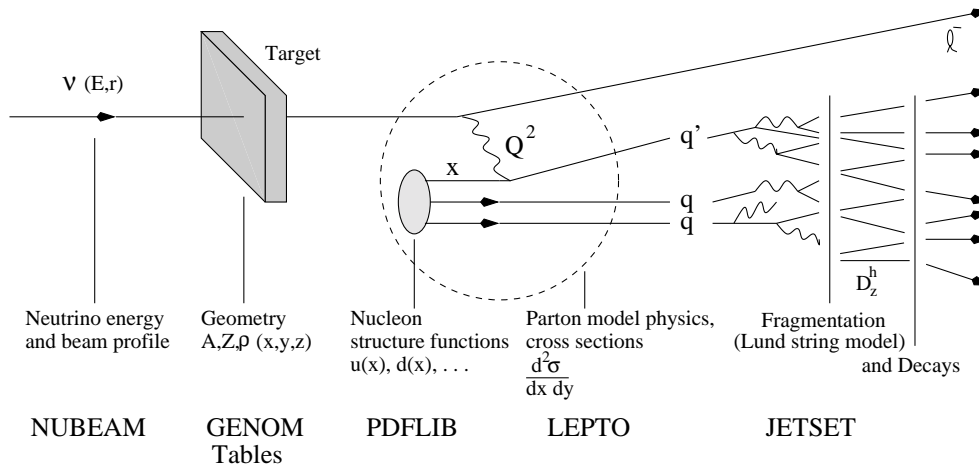 Target
ν (E,r)
ℓ⁻
Q²
x
q'
q
q
D_z^h
Neutrino energy
and beam profile
Geometry
A,Z,ρ (x,y,z)
Nucleon
structure functions
u(x), d(x), . . .
Parton model physics,
cross sections
d²σ
dx dy
Fragmentation
(Lund string model)
and Decays
NUBEAM
GENOM
Tables
PDFLIB
LEPTO
JETSET